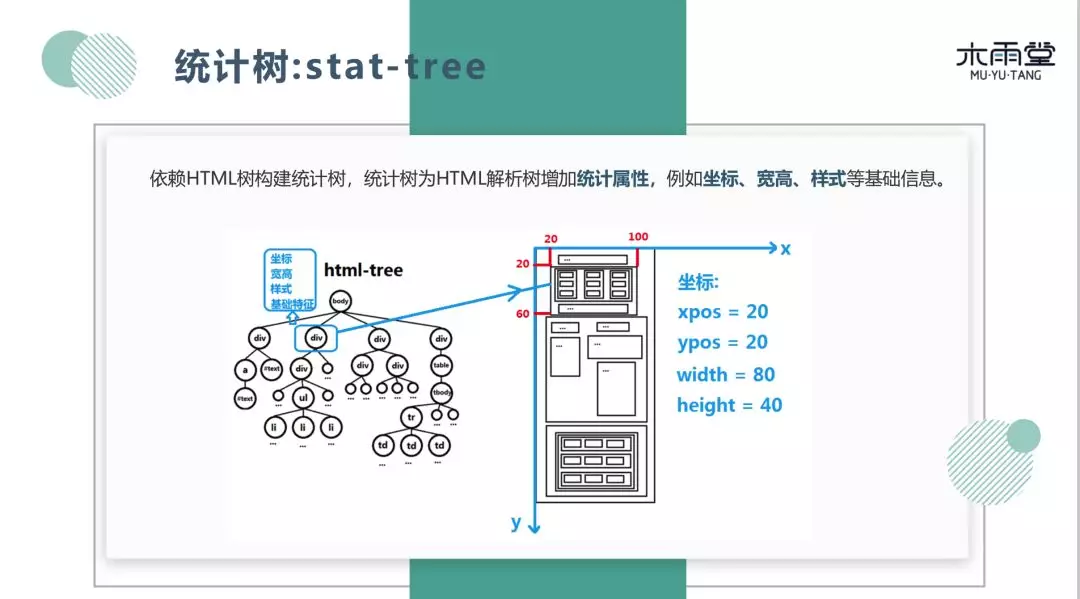 统计树:stat-tree
木雨堂
MU·YU·TANG
依赖HTML树构建统计树，统计树为HTML解析树增加统计属性，例如坐标、宽高、样式等基础信息。
坐标
宽高
样式
基础特征
html-tree
body
div
div
div
div
a
#text
div
...
div
div
table
#text
...
ul
...
...
...
...
...
...
tbody
li
li
li
tr
...
...
...
...
...
td
td
td
...
...
...
20
100
x
20
60
y
...
...
...
...
...
...
...
坐标:
xpos = 20
ypos = 20
width = 80
height = 40